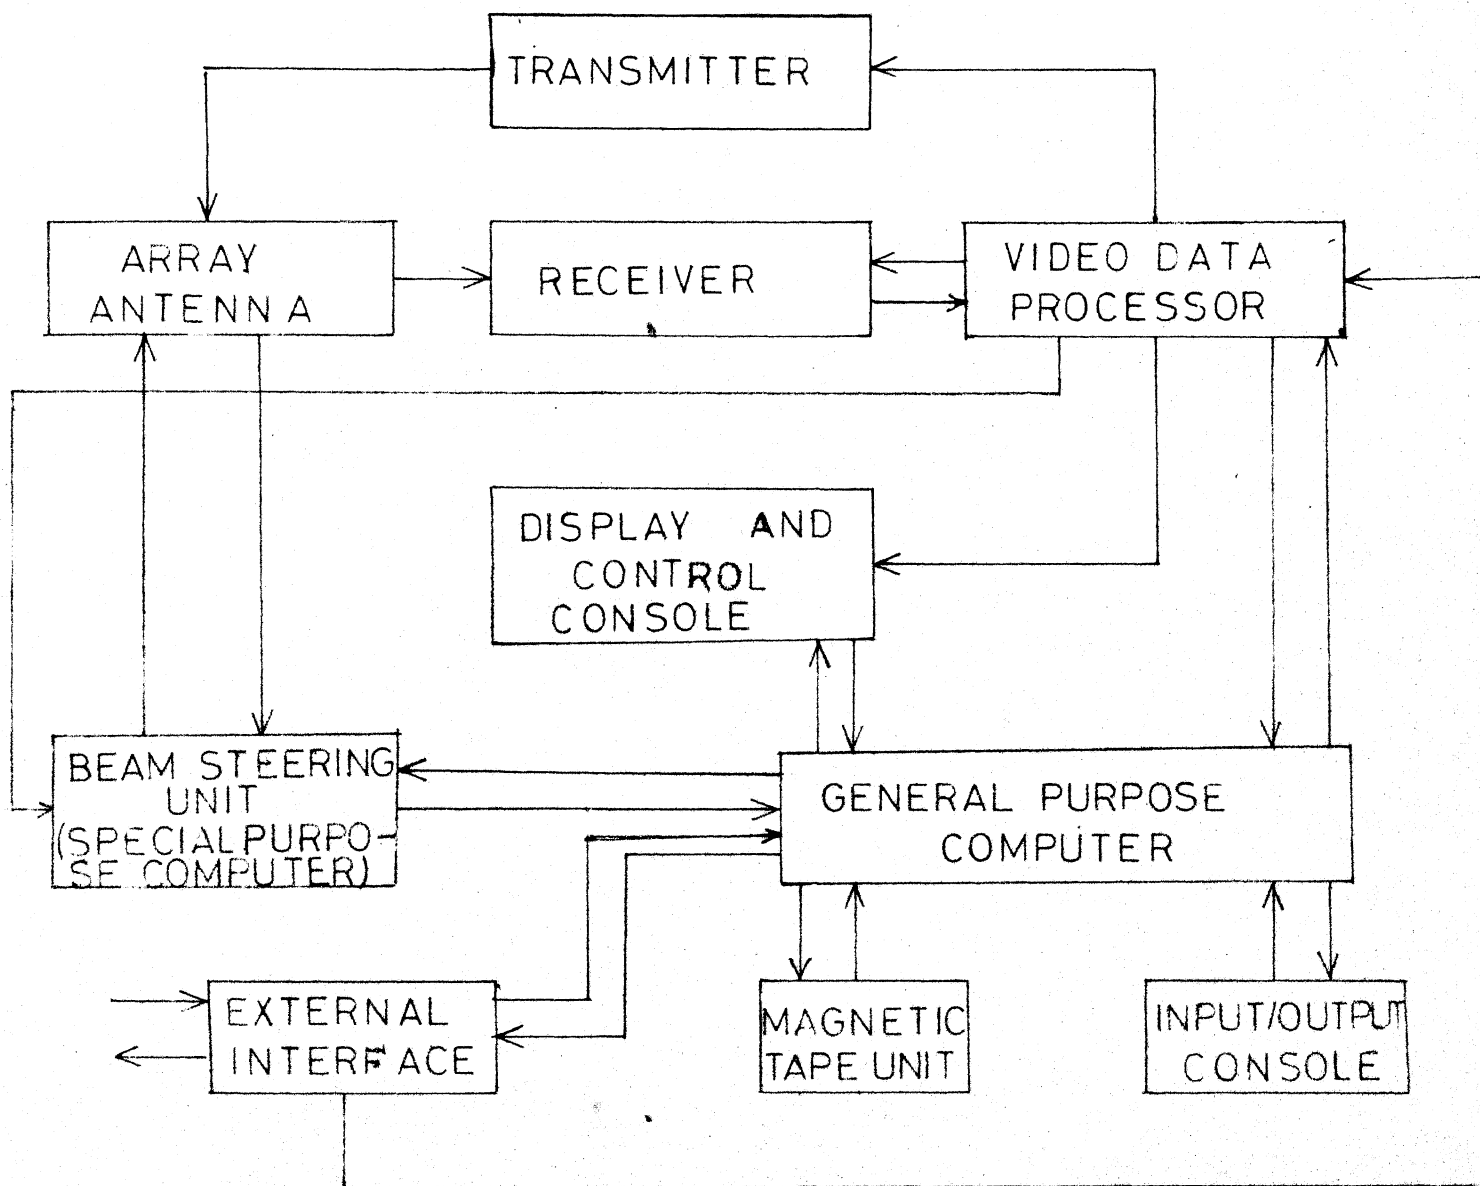 TRANSMITTER
ARRAY
ANTENNA
RECEIVER
VIDEO DATA
PROCESSOR
DISPLAY AND
CONTROL
CONSOLE
BEAM STEERING
UNIT
(SPECIAL PURPO-
SE COMPUTER)
GENERAL PURPOSE
COMPUTER
EXTERNAL
INTERFACE
MAGNETIC
TAPE UNIT
INPUT/OUTPUT
CONSOLE